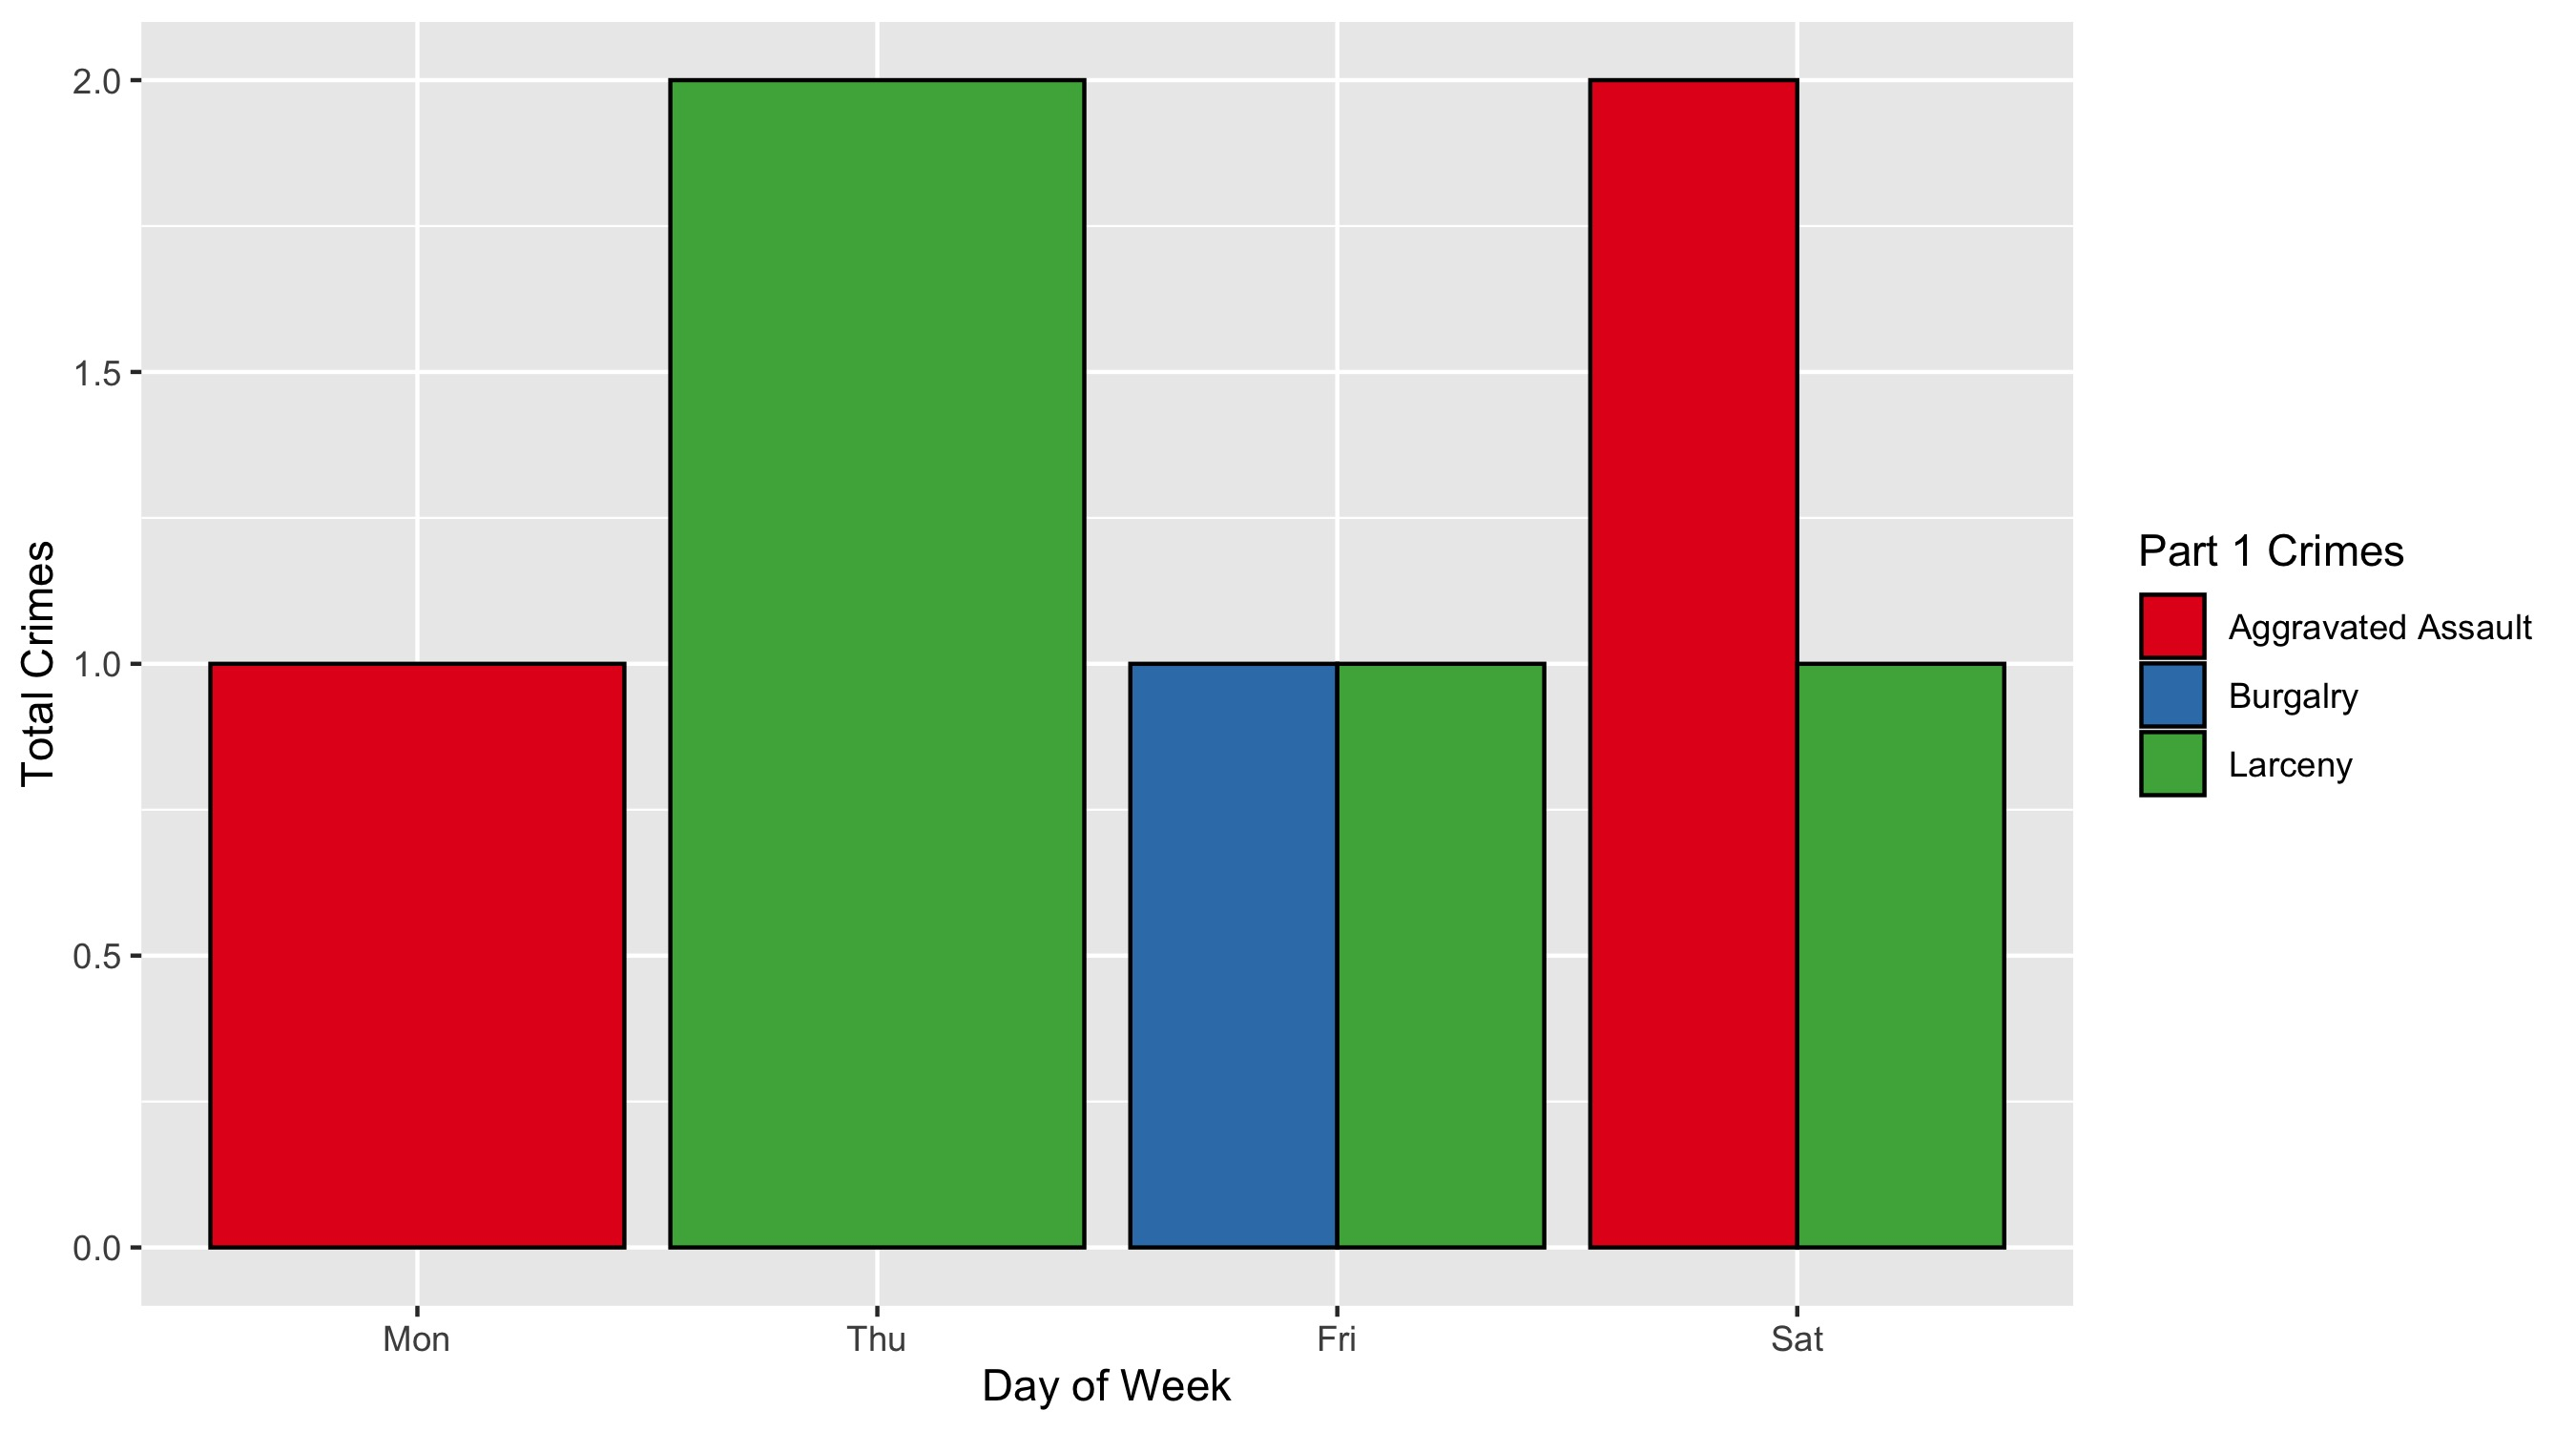 2.0
1.5
1.0
0.5
0.0
Total Crimes
Mon Thu Fri Sat
Day of Week
Part 1 Crimes
Aggravated Assault
Burgalry
Larceny